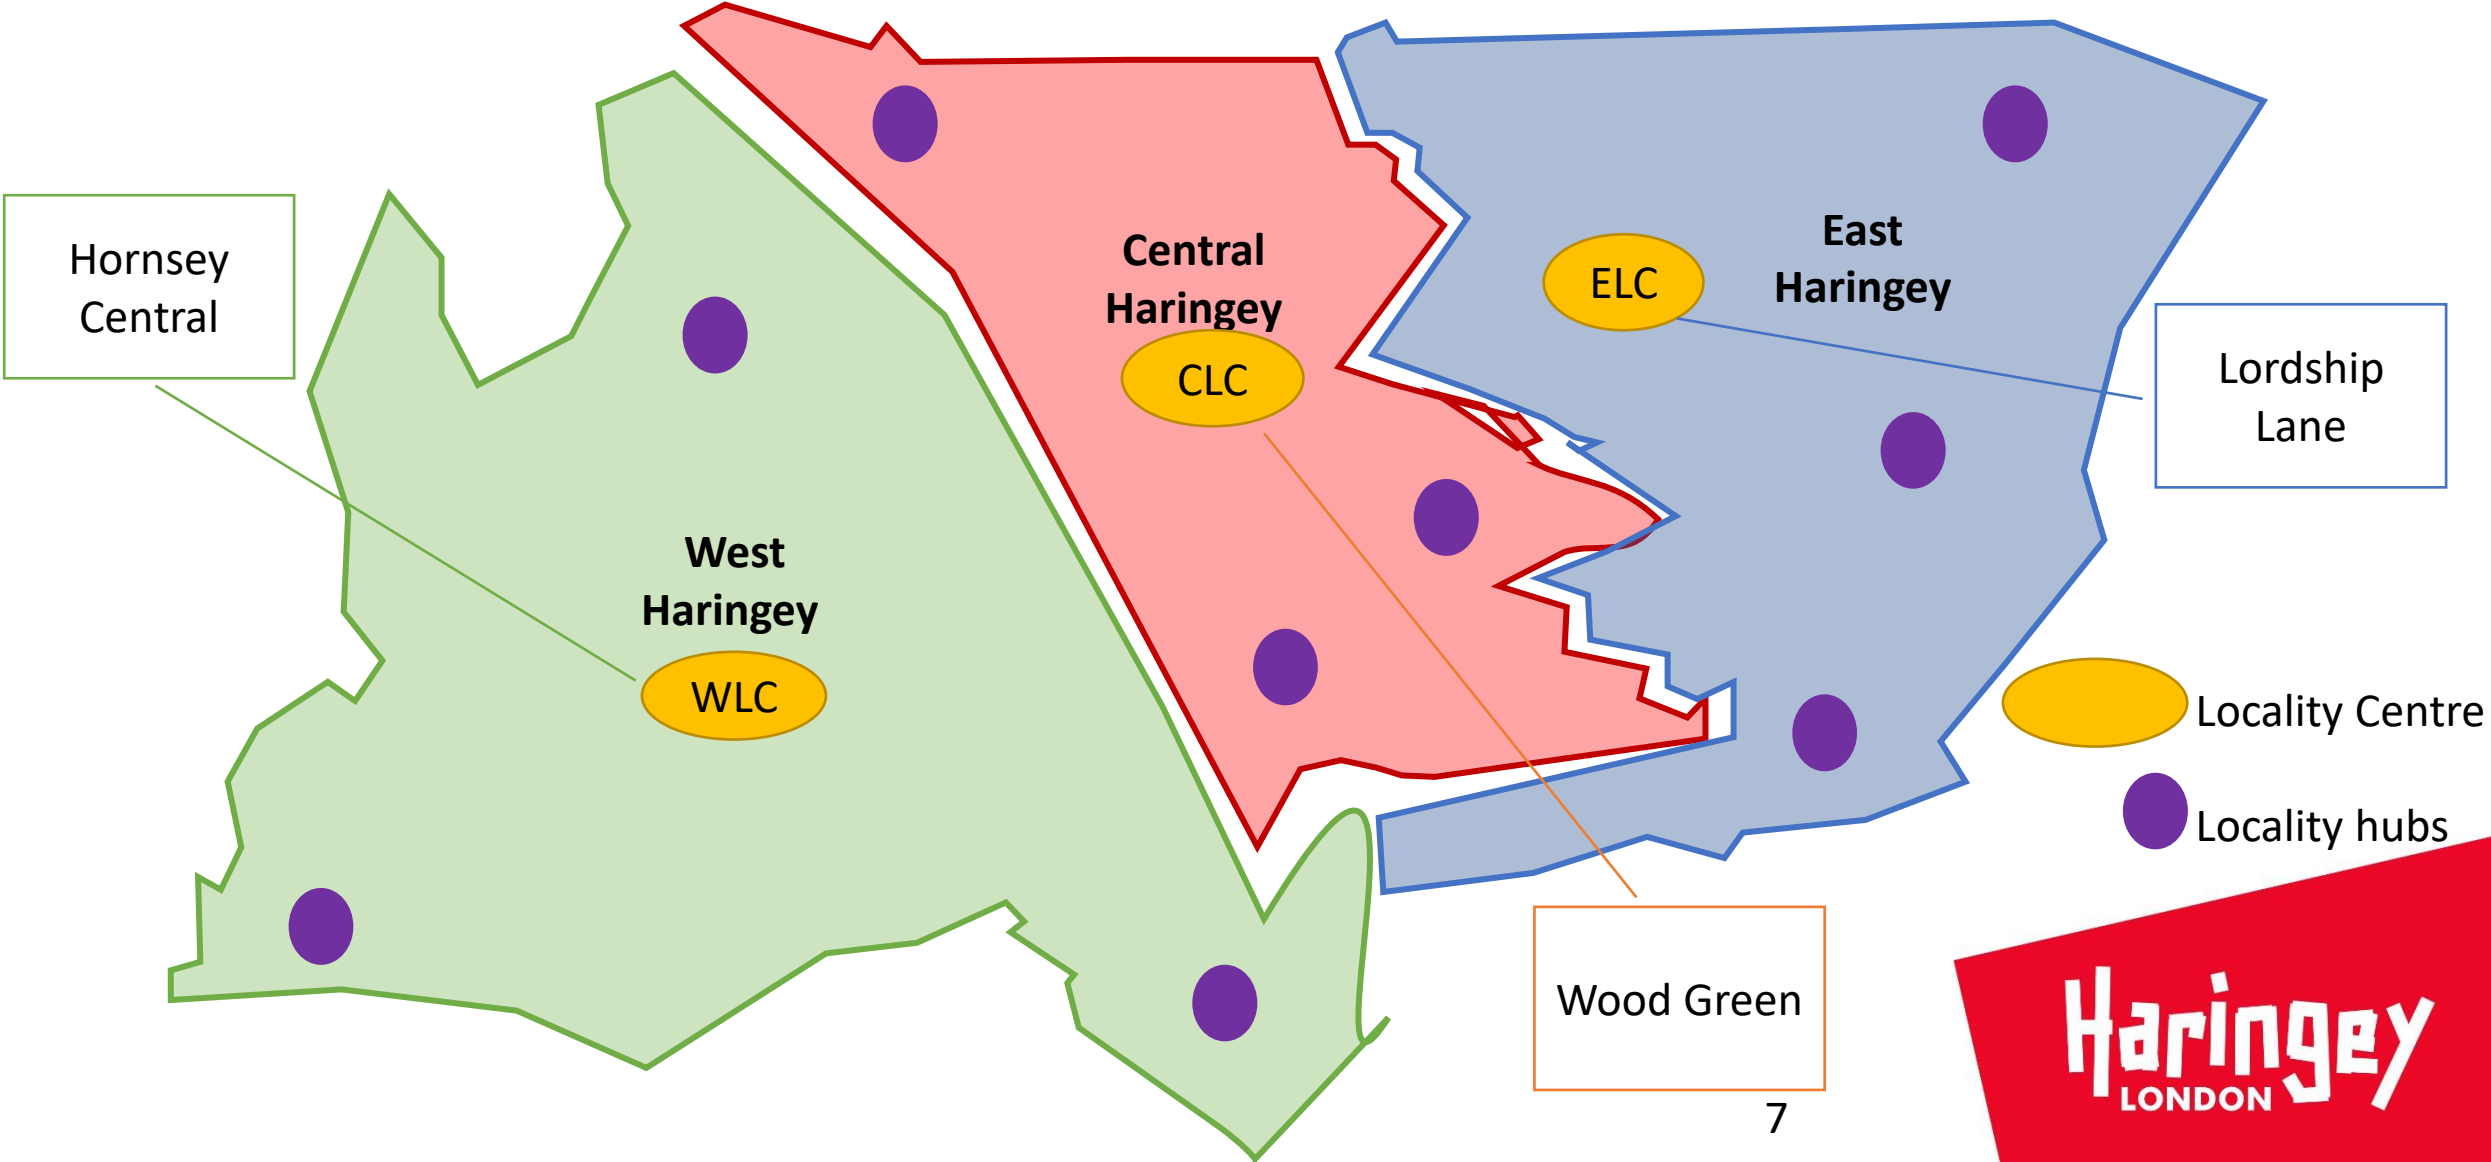 Hornsey
Central
Central
Haringey
CLC
East
Haringey
ELC
Lordship
Lane
West
Haringey
WLC
Locality Centre
Locality hubs
Wood Green
7
Haringey
LONDON